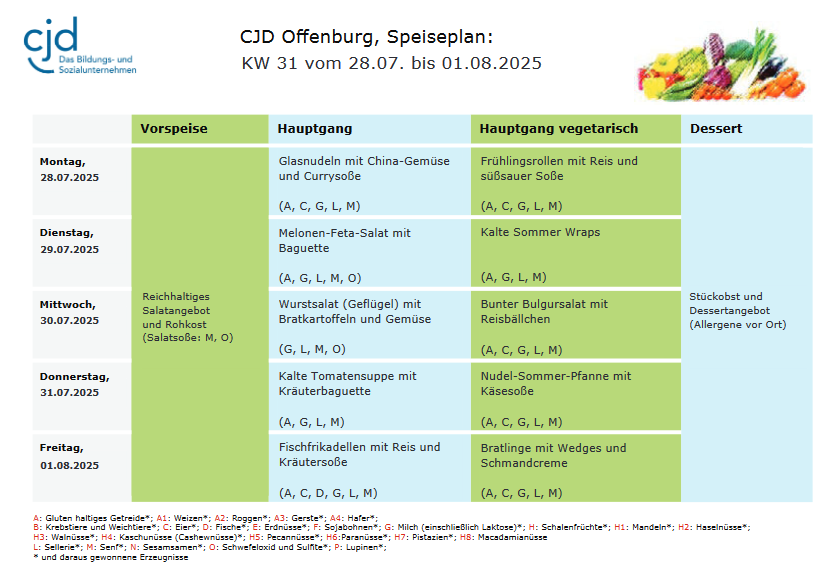 cjd
Das Bildungs- und
Sozialunternehmen
CJD Offenburg, Speiseplan:
KW 31 vom 28.07. bis 01.08.2025
Vorspeise
Hauptgang
Hauptgang vegetarisch
Dessert
Montag,
28.07.2025
Glasnudeln mit China-Gemüse
und Currysoße
(A, C, G, L, M)
Frühlingsrollen mit Reis und
süßsauer Soße
(A, C, G, L, M)
Dienstag,
29.07.2025
Melonen-Feta-Salat mit
Baguette
(A, G, L, M, O)
Kalte Sommer Wraps
(A, G, L, M)
Reichhaltiges
Salatangebot
und Rohkost
(Salatsoße: M, O)
Mittwoch,
30.07.2025
Wurstsalat (Geflügel) mit
Bratkartoffeln und Gemüse
(G, L, M, O)
Bunter Bulgursalat mit
Reisbällchen
(A, C, G, L, M)
Stückobst und
Dessertangebot
(Allergene vor Ort)
Donnerstag,
31.07.2025
Kalte Tomatensuppe mit
Kräuterbaguette
(A, G, L, M)
Nudel-Sommer-Pfanne mit
Käsesoße
(A, C, G, L, M)
Freitag,
01.08.2025
Fischfrikadellen mit Reis und
Kräutersoße
(A, C, D, G, L, M)
Bratlinge mit Wedges und
Schmandcreme
(A, C, G, L, M)
A: Gluten haltiges Getreide*; A1: Weizen*; A2: Roggen*; A3: Gerste*; A4: Hafer*;
B: Krebstiere und Weichtiere*; C: Eier*; D: Fische*; E: Erdnüsse*; F: Sojabohnen*; G: Milch (einschließlich Laktose)*; H: Schalenfrüchte*; H1: Mandeln*; H2: Haselnüsse*;
H3: Walnüsse*; H4: Kaschunüsse (Cashewnüsse)*; H5: Pecannüsse*; H6:Paranüsse*; H7: Pistazien*; H8: Macadamianüsse
L: Sellerie*; M: Senf*; N: Sesamsamen*; O: Schwefeloxid und Sulfite*; P: Lupinen*;
* und daraus gewonnene Erzeugnisse